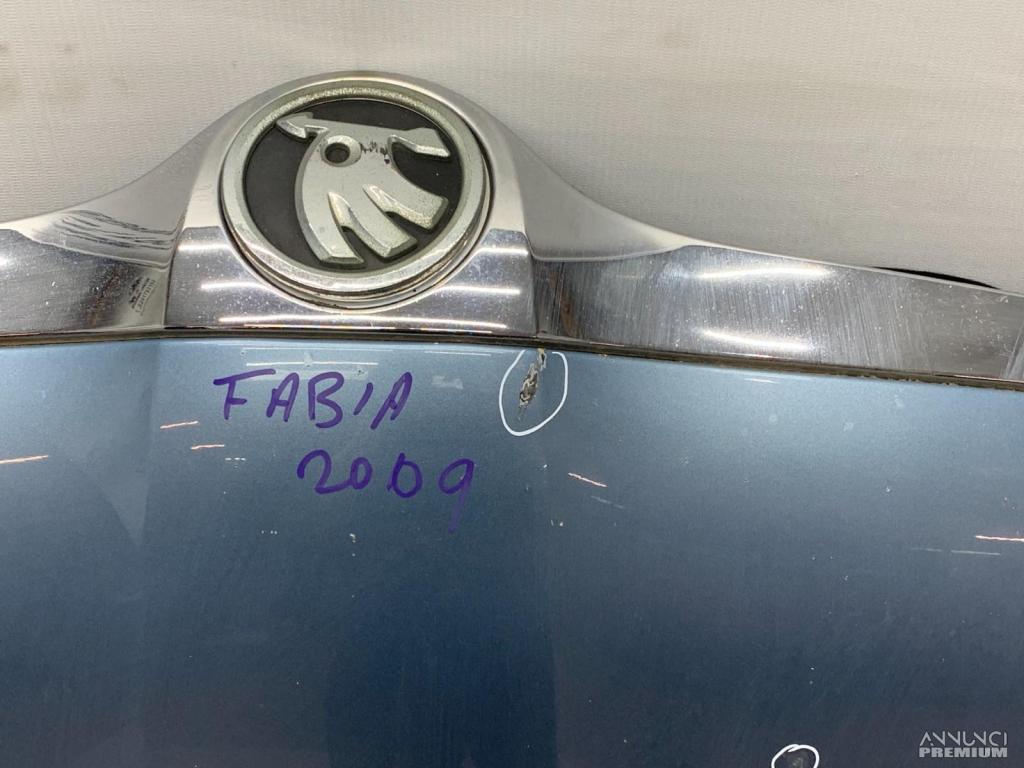 FABIA
2009
ANNUNCI
PREMIUM